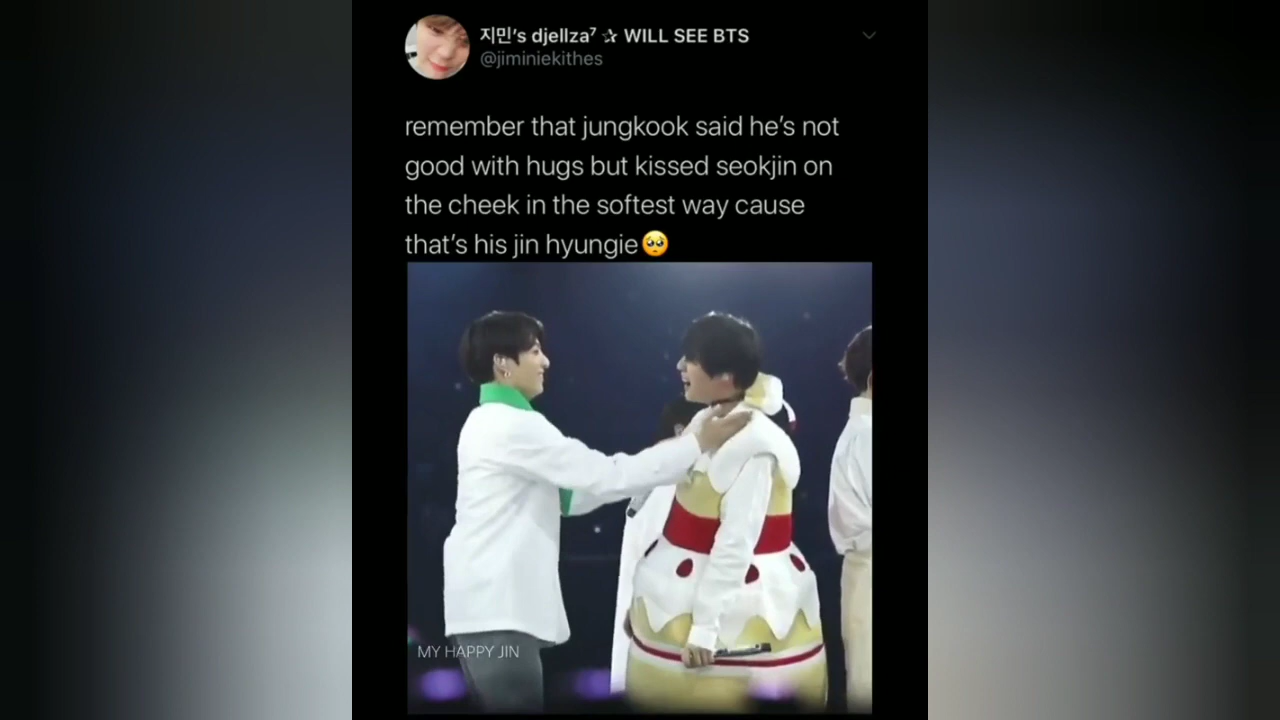 지민's djellza⁷ ✰ WILL SEE BTS
@jiminiekithes
remember that jungkook said he's not
good with hugs but kissed seokjin on
the cheek in the softest way cause
that's his jin hyungie🥺
MY HAPPY JIN